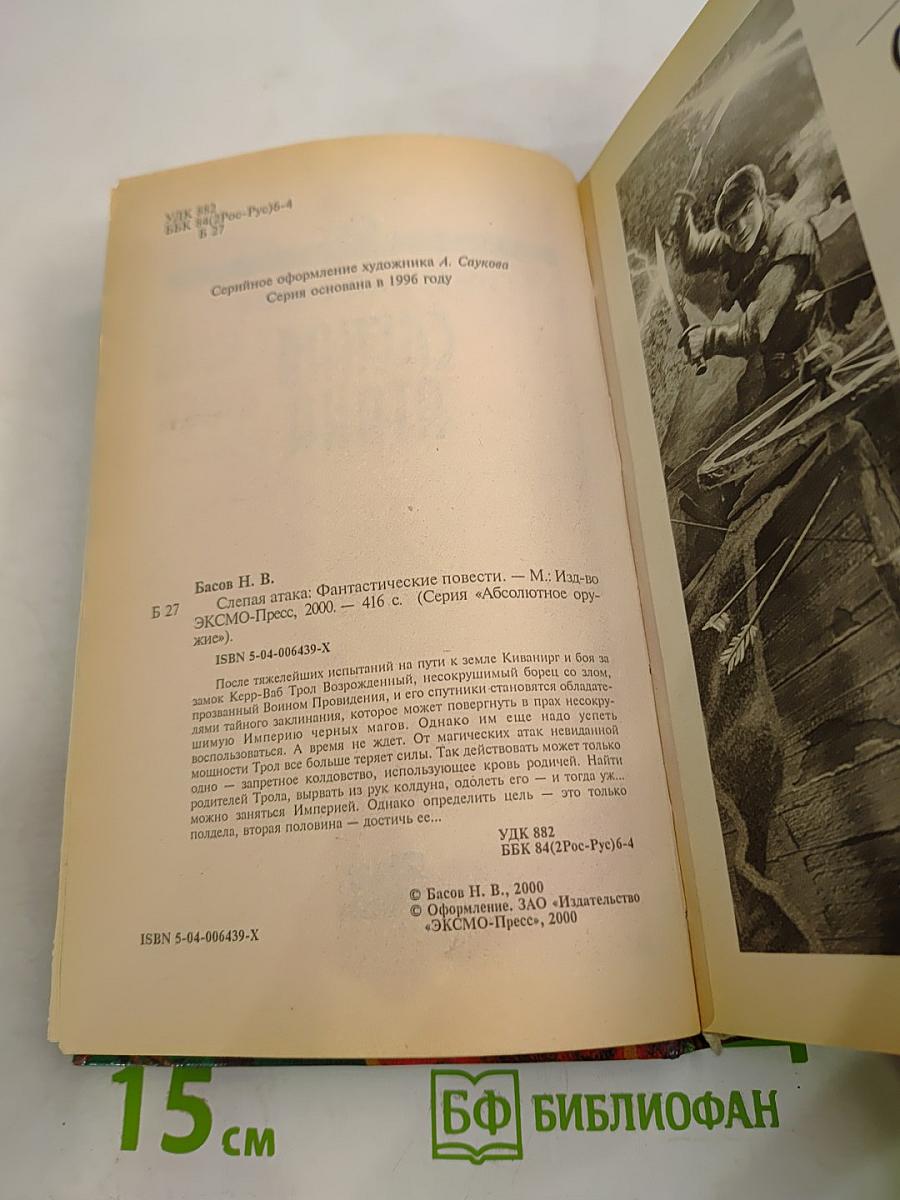 УДК 882
ББК 84(2Рос-Рус)6-4
Б 27
Серийное оформление художника А. Саукова
Серия основана в 1996 году
Басов Н. В.
Б 27 Слепая атака: Фантастические повести. — М.: Изд-во
ЭКСМО-Пресс, 2000. — 416 с. (Серия «Абсолютное ору-
жие»).
ISBN 5-04-006439-X
После тяжелейших испытаний на пути к земле Киванирг и боя за
замок Керр-Ваб Трол Возрожденный, несокрушимый борец со злом,
прозванный Воином Провидения, и его спутники становятся обладате-
лями тайного заклинания, которое может повергнуть в прах несокру-
шимую Империю черных магов. Однако им еще надо успеть
воспользоваться. А время не ждет. От магических атак невиданной
мощности Трол все больше теряет силы. Так действовать может только
одно — запретное колдовство, использующее кровь родичей. Найти
родителей Трола, вырвать из рук колдуна, одолеть его — и тогда уж...
можно заняться Империей. Однако определить цель — это только
полдела, вторая половина — достичь ее...
УДК 882
ББК 84(2Рос-Рус)6-4
© Басов Н. В., 2000
© Оформление. ЗАО «Издательство
«ЭКСМО-Пресс», 2000
ISBN 5-04-006439-X
15 см
БФ БИБЛИОФАН